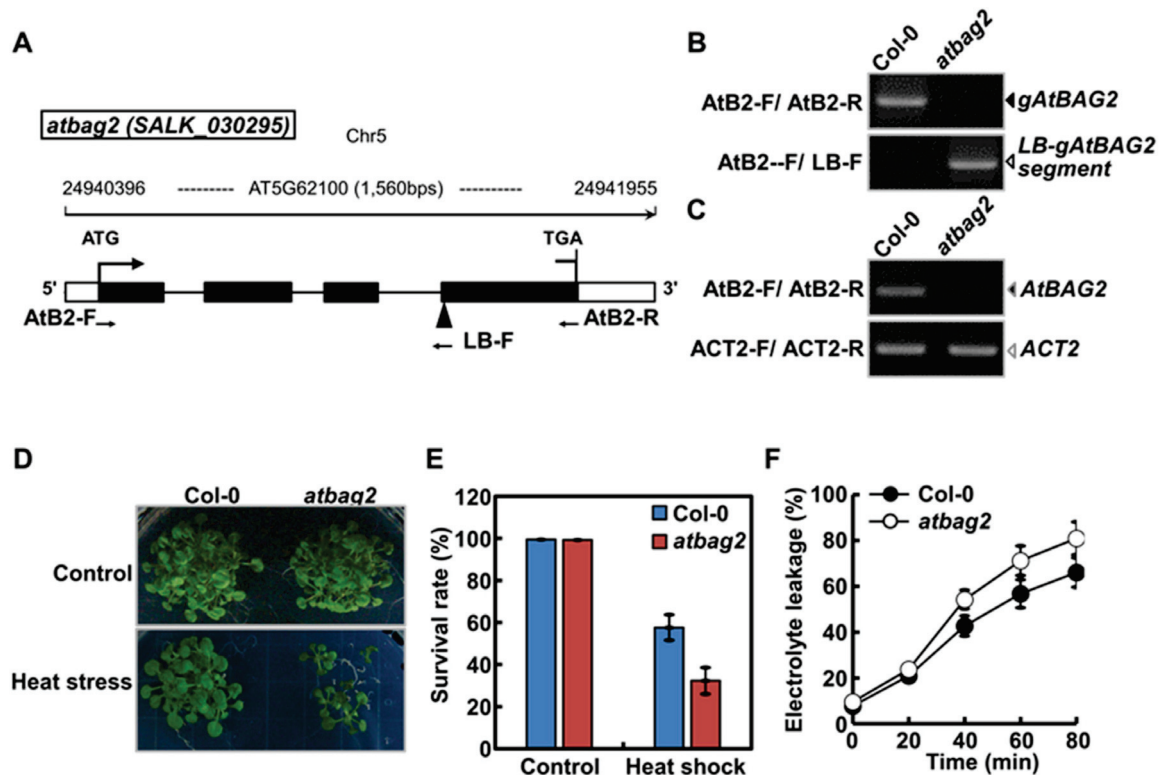 A
atbag2 (SALK_030295)
Chr5
24940396 -------- AT5G62100 (1,560bps) -------- 24941955
ATG TGA
5' 3'
AtB2-F AtB2-R
LB-F
B
Col-0 atbag2
AtB2-F/ AtB2-R gAtBAG2
AtB2--F/ LB-F LB-gAtBAG2
segment
C
Col-0 atbag2
AtB2-F/ AtB2-R AtBAG2
ACT2-F/ ACT2-R ACT2
D
Col-0 atbag2
Control
Heat stress
E
Survival rate (%)
120
100
80
60
40
20
0
Col-0
atbag2
Control Heat shock
F
Electrolyte leakage (%)
100
80
60
40
20
0
Col-0
atbag2
0 20 40 60 80
Time (min)